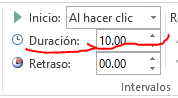 Inicio: Al hacer clic
Duración: 10.00
Retraso: 00.00
Intervalos